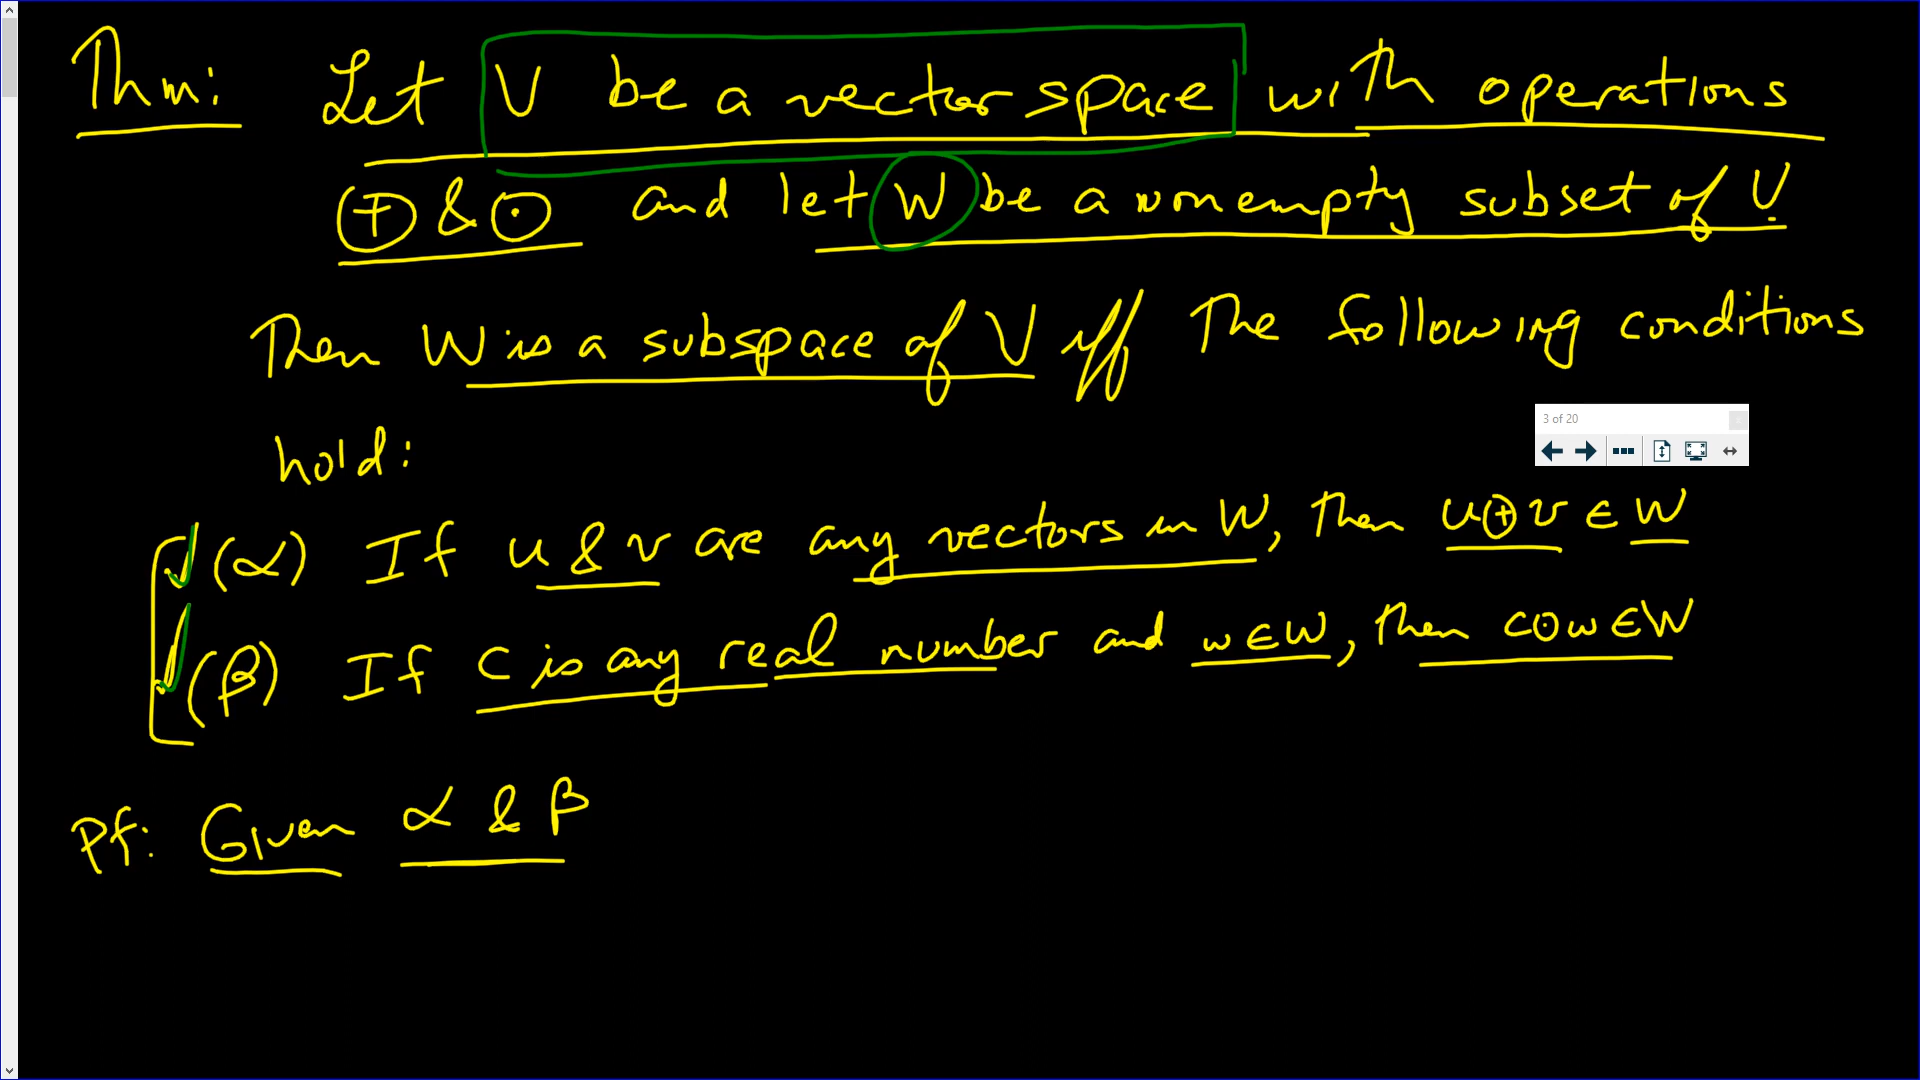 Thm: Let V be a vector space with operations
⊕ & ⊙ and let W be a nonempty subset of V.
Then W is a subspace of V iff The following conditions
hold:
3 of 20
(α) If u & v are any vectors in W, Then u⊕v ∈ W
(β) If c is any real number and w∈W, then c⊙w∈W
Pf: Given α & β